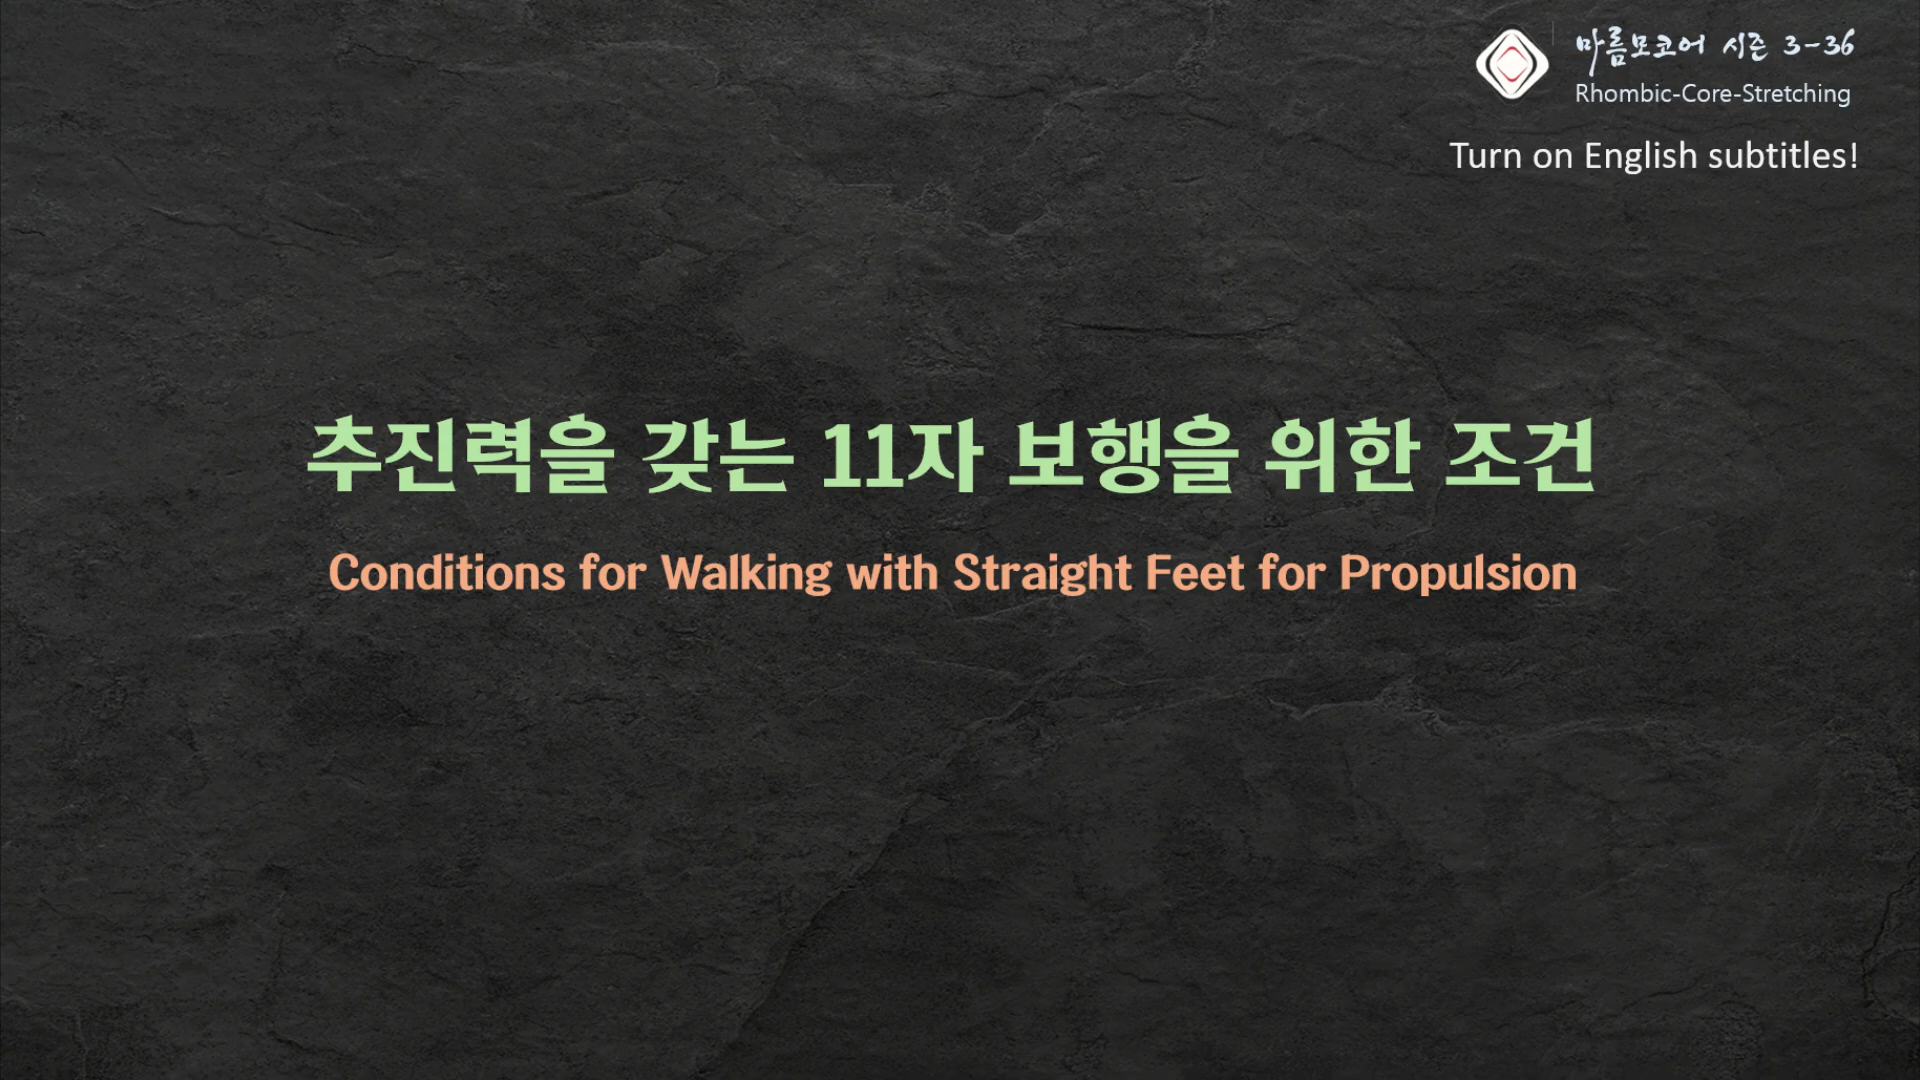 마름모코어 시즌 3-36
Rhombic-Core-Stretching
Turn on English subtitles!
추진력을 갖는 11자 보행을 위한 조건
Conditions for Walking with Straight Feet for Propulsion